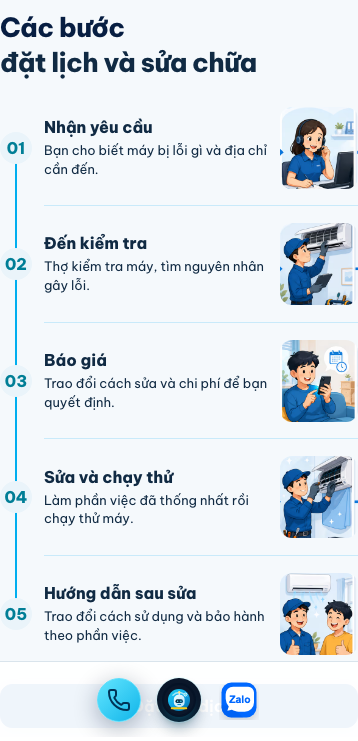 Các bước
đặt lịch và sửa chữa
01
Nhận yêu cầu
Bạn cho biết máy bị lỗi gì và địa chỉ
cần đến.
02
Đến kiểm tra
Thợ kiểm tra máy, tìm nguyên nhân
gây lỗi.
03
Báo giá
Trao đổi cách sửa và chi phí để bạn
quyết định.
04
Sửa và chạy thử
Làm phần việc đã thống nhất rồi
chạy thử máy.
05
Hướng dẫn sau sửa
Trao đổi cách sử dụng và bảo hành
theo phần việc.
Zalo